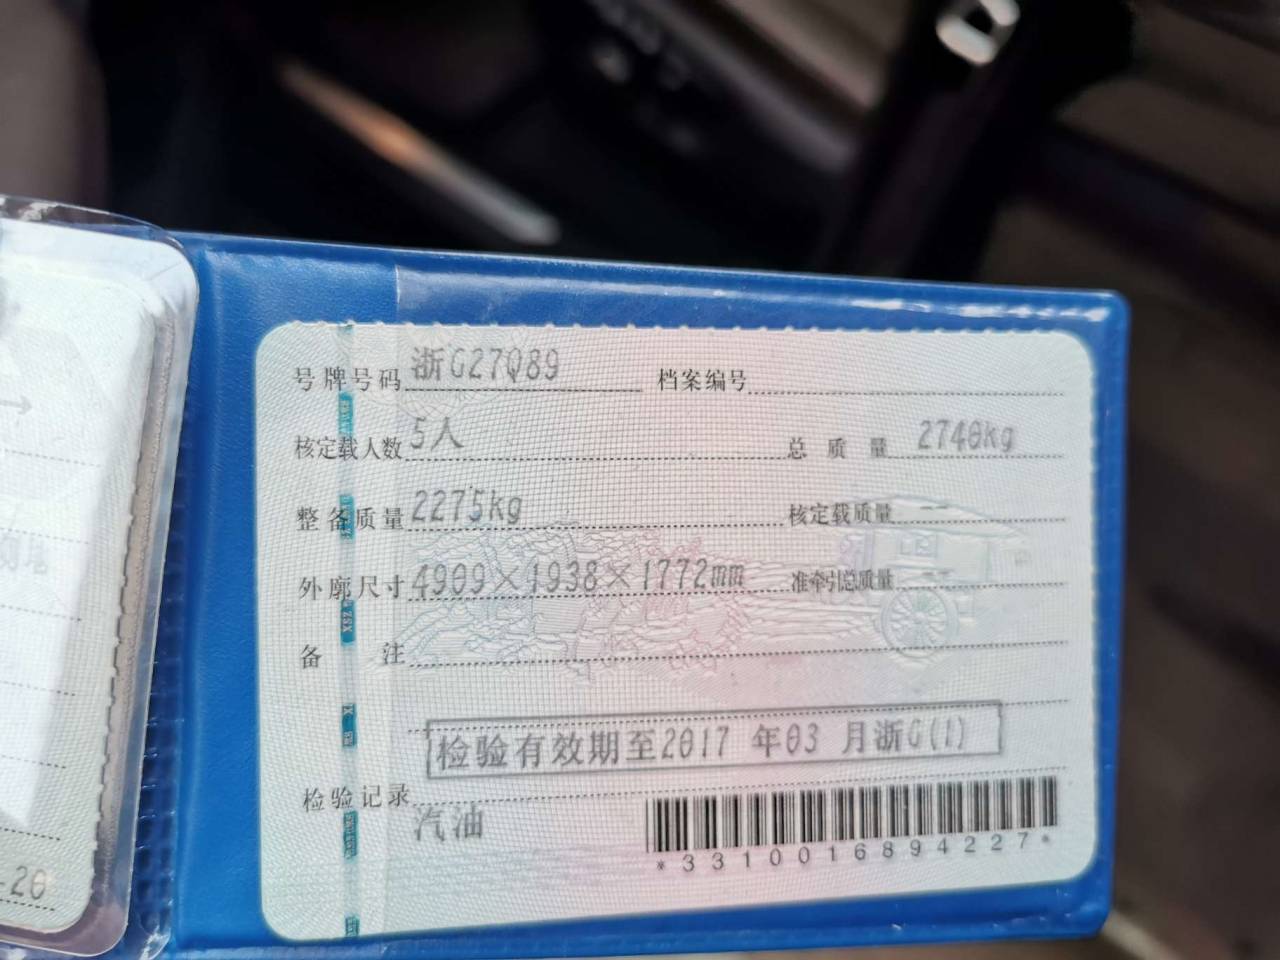 号牌号码 浙G27Q89 档案编号
核定载人数 5人 总质量 2740kg
整备质量 2275kg 核定载质量
外廓尺寸 4909×1938×1772mm 准牵引总质量
备注
检验有效期至2017年03月浙G(1)
检验记录
汽油
*3310016894227*
-20